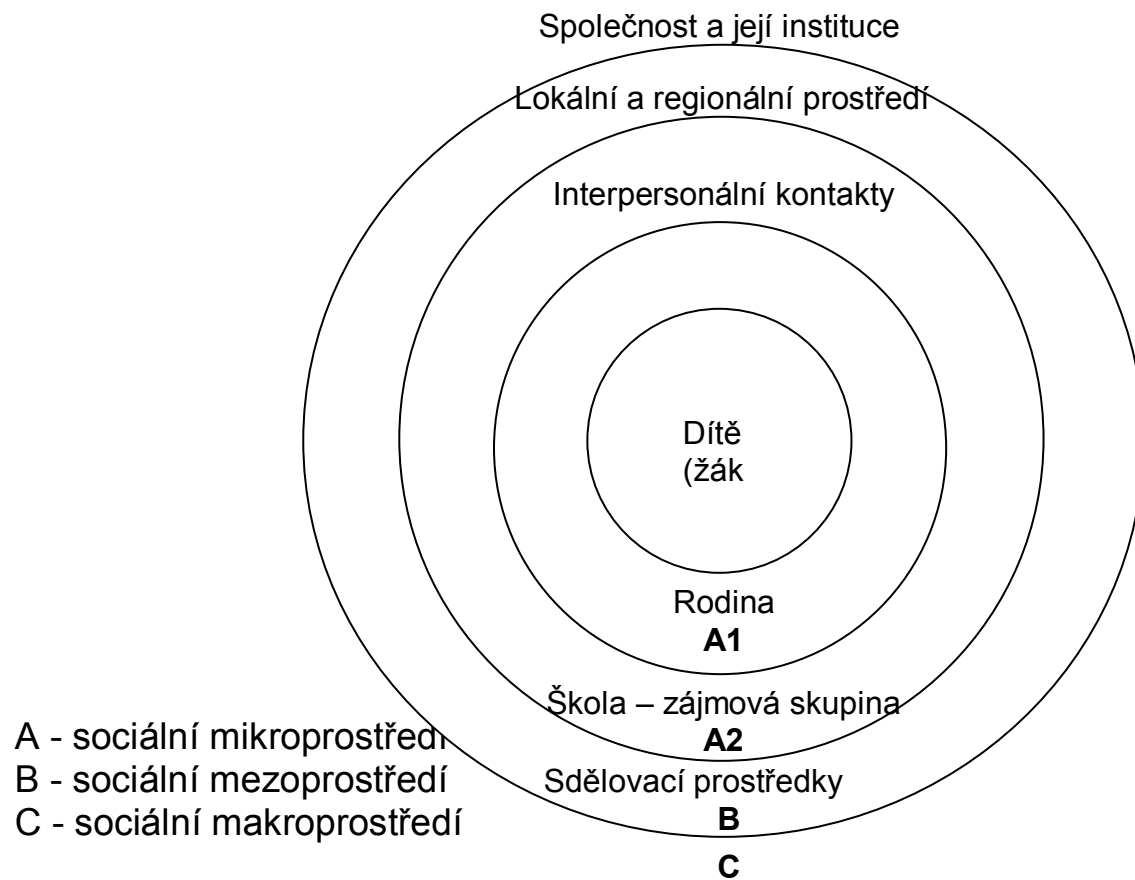 Společnost a její instituce
Lokální a regionální prostředí
Interpersonální kontakty
Dítě
(žák
Rodina
A1
Škola – zájmová skupina
A2
Sdělovací prostředky
B
C
A - sociální mikroprostředí
B - sociální mezoprostředí
C - sociální makroprostředí